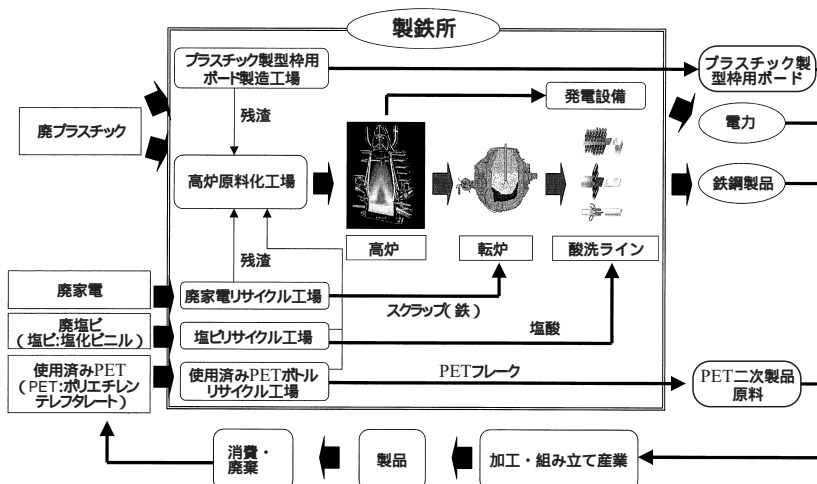 製鉄所
プラスチック製型枠用
ボード製造工場
プラスチック製
型枠用ボード
発電設備
残渣
電力
廃プラスチック
高炉原料化工場
鉄鋼製品
高炉
転炉
酸洗ライン
残渣
廃家電
廃家電リサイクル工場
スクラップ(鉄)
廃塩ビ
(塩ビ:塩化ビニル)
塩ビリサイクル工場
塩酸
使用済みPET
(PET:ポリエチレン
テレフタレート)
使用済みPETボトル
リサイクル工場
PETフレーク
PET二次製品
原料
消費・
廃棄
製品
加工・組み立て産業